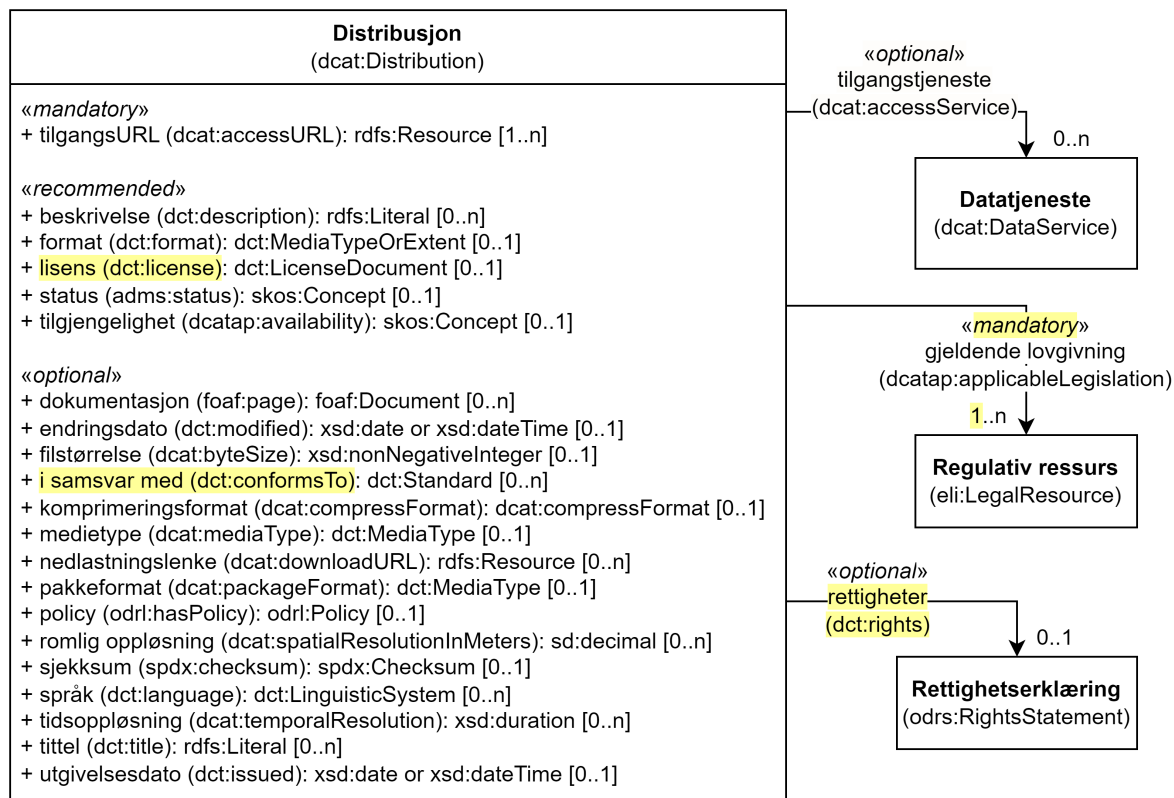 Distribusjon
(dcat:Distribution)
«mandatory»
+ tilgangsURL (dcat:accessURL): rdfs:Resource [1..n]
«recommended»
+ beskrivelse (dct:description): rdfs:Literal [0..n]
+ format (dct:format): dct:MediaTypeOrExtent [0..1]
+ lisens (dct:license): dct:LicenseDocument [0..1]
+ status (adms:status): skos:Concept [0..1]
+ tilgjengelighet (dcatap:availability): skos:Concept [0..1]
«optional»
+ dokumentasjon (foaf:page): foaf:Document [0..n]
+ endringsdato (dct:modified): xsd:date or xsd:dateTime [0..1]
+ filstørrelse (dcat:byteSize): xsd:nonNegativeInteger [0..1]
+ i samsvar med (dct:conformsTo): dct:Standard [0..n]
+ komprimeringsformat (dcat:compressFormat): dcat:compressFormat [0..1]
+ medietype (dcat:mediaType): dct:MediaType [0..1]
+ nedlastningslenke (dcat:downloadURL): rdfs:Resource [0..n]
+ pakkeformat (dcat:packageFormat): dct:MediaType [0..1]
+ policy (odrl:hasPolicy): odrl:Policy [0..1]
+ romlig oppløsning (dcat:spatialResolutionInMeters): sd:decimal [0..n]
+ sjekksum (spdx:checksum): spdx:Checksum [0..1]
+ språk (dct:language): dct:LinguisticSystem [0..n]
+ tidsoppløsning (dcat:temporalResolution): xsd:duration [0..n]
+ tittel (dct:title): rdfs:Literal [0..n]
+ utgivelsesdato (dct:issued): xsd:date or xsd:dateTime [0..1]
«optional»
tilgangstjeneste
(dcat:accessService)
0..n
Datatjeneste
(dcat:DataService)
«mandatory»
gjeldende lovgivning
(dcatap:applicableLegislation)
1..n
Regulativ ressurs
(eli:LegalResource)
«optional»
rettigheter
(dct:rights)
0..1
Rettighetserklæring
(odrs:RightsStatement)